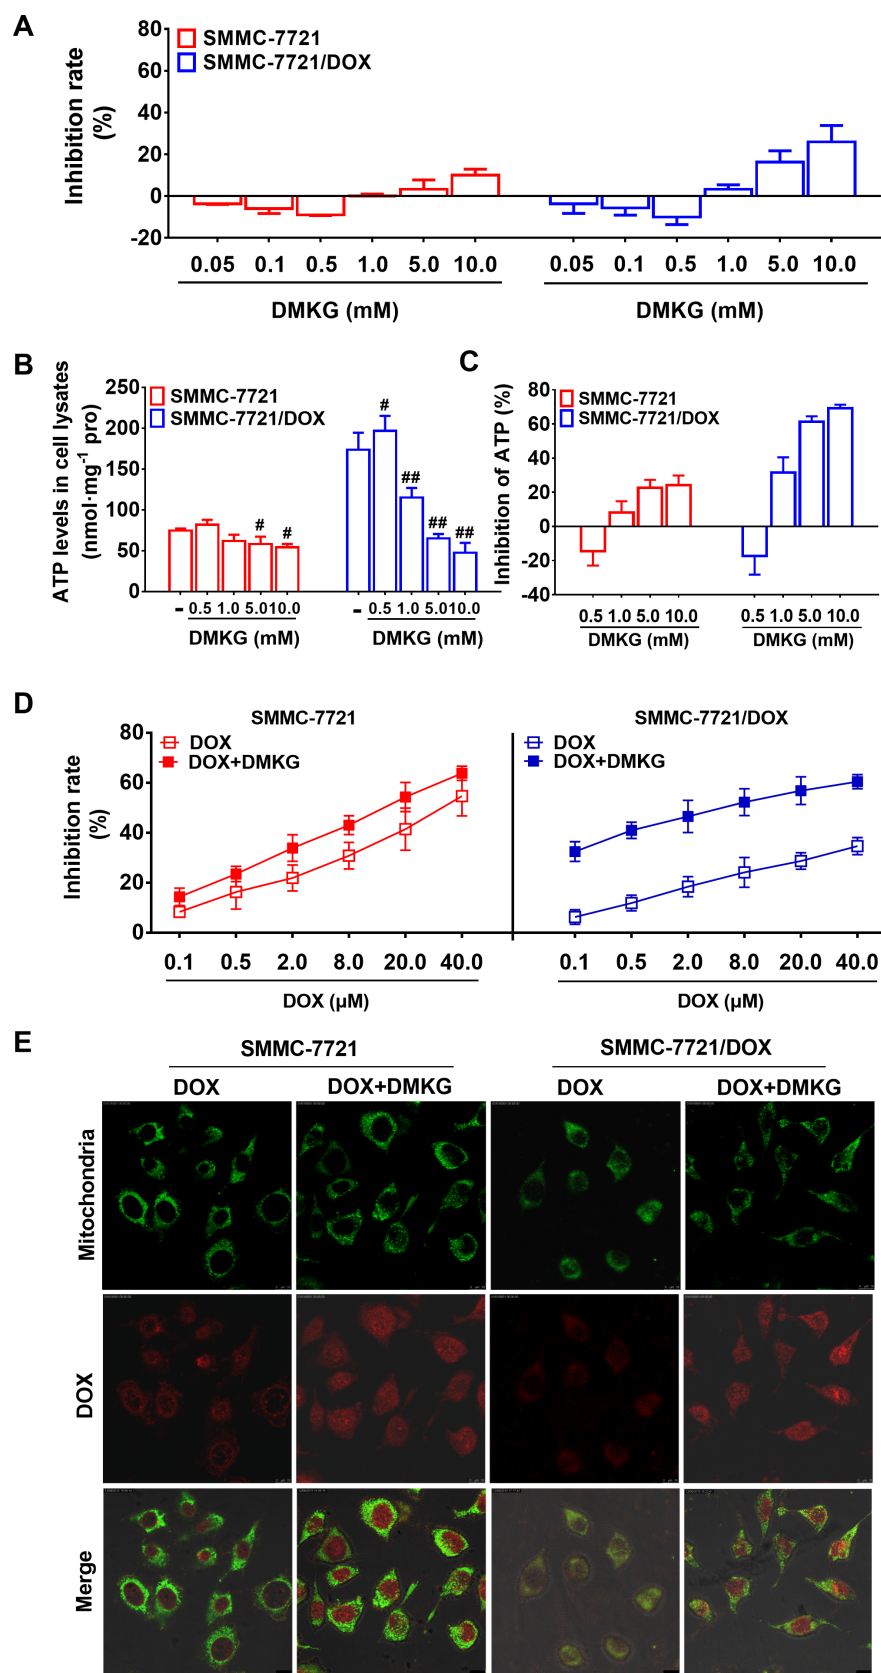 A
SMMC-7721
SMMC-7721/DOX
Inhibition rate
(%)
80
60
40
20
0
-20
0.05 0.1 0.5 1.0 5.0 10.0 0.05 0.1 0.5 1.0 5.0 10.0
DMKG (mM) DMKG (mM)
B
SMMC-7721
SMMC-7721/DOX
ATP levels in cell lysates
(nmol·mg⁻¹ pro)
250
200
150
100
50
0
# # # ## ## ##
– 0.5 1.0 5.0 10.0 – 0.5 1.0 5.0 10.0
DMKG (mM) DMKG (mM)
C
SMMC-7721
SMMC-7721/DOX
Inhibition of ATP (%)
80
60
40
20
0
-20
-40
0.5 1.0 5.0 10.0 0.5 1.0 5.0 10.0
DMKG (mM) DMKG (mM)
D
SMMC-7721 SMMC-7721/DOX
DOX DOX
DOX+DMKG DOX+DMKG
Inhibition rate
(%)
80
60
40
20
0
0.1 0.5 2.0 8.0 20.0 40.0 0.1 0.5 2.0 8.0 20.0 40.0
DOX (µM) DOX (µM)
E
SMMC-7721 SMMC-7721/DOX
DOX DOX+DMKG DOX DOX+DMKG
Mitochondria
DOX
Merge